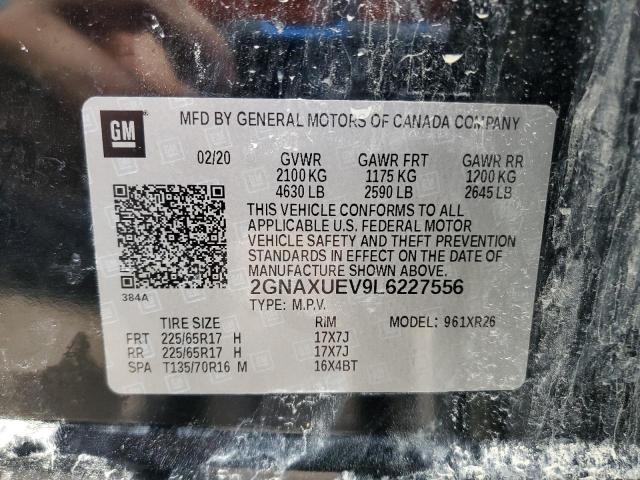 GM
MFD BY GENERAL MOTORS OF CANADA COMPANY
02/20 GVWR GAWR FRT GAWR RR
2100 KG 1175 KG 1200 KG
4630 LB 2590 LB 2645 LB
THIS VEHICLE CONFORMS TO ALL
APPLICABLE U.S. FEDERAL MOTOR
VEHICLE SAFETY AND THEFT PREVENTION
STANDARDS IN EFFECT ON THE DATE OF
MANUFACTURE SHOWN ABOVE.
384A
2GNAXUEV9L6227556
TYPE: M.P.V.
TIRE SIZE RIM MODEL: 961XR26
FRT 225/65R17 H 17X7J
RR 225/65R17 H 17X7J
SPA T135/70R16 M 16X4BT